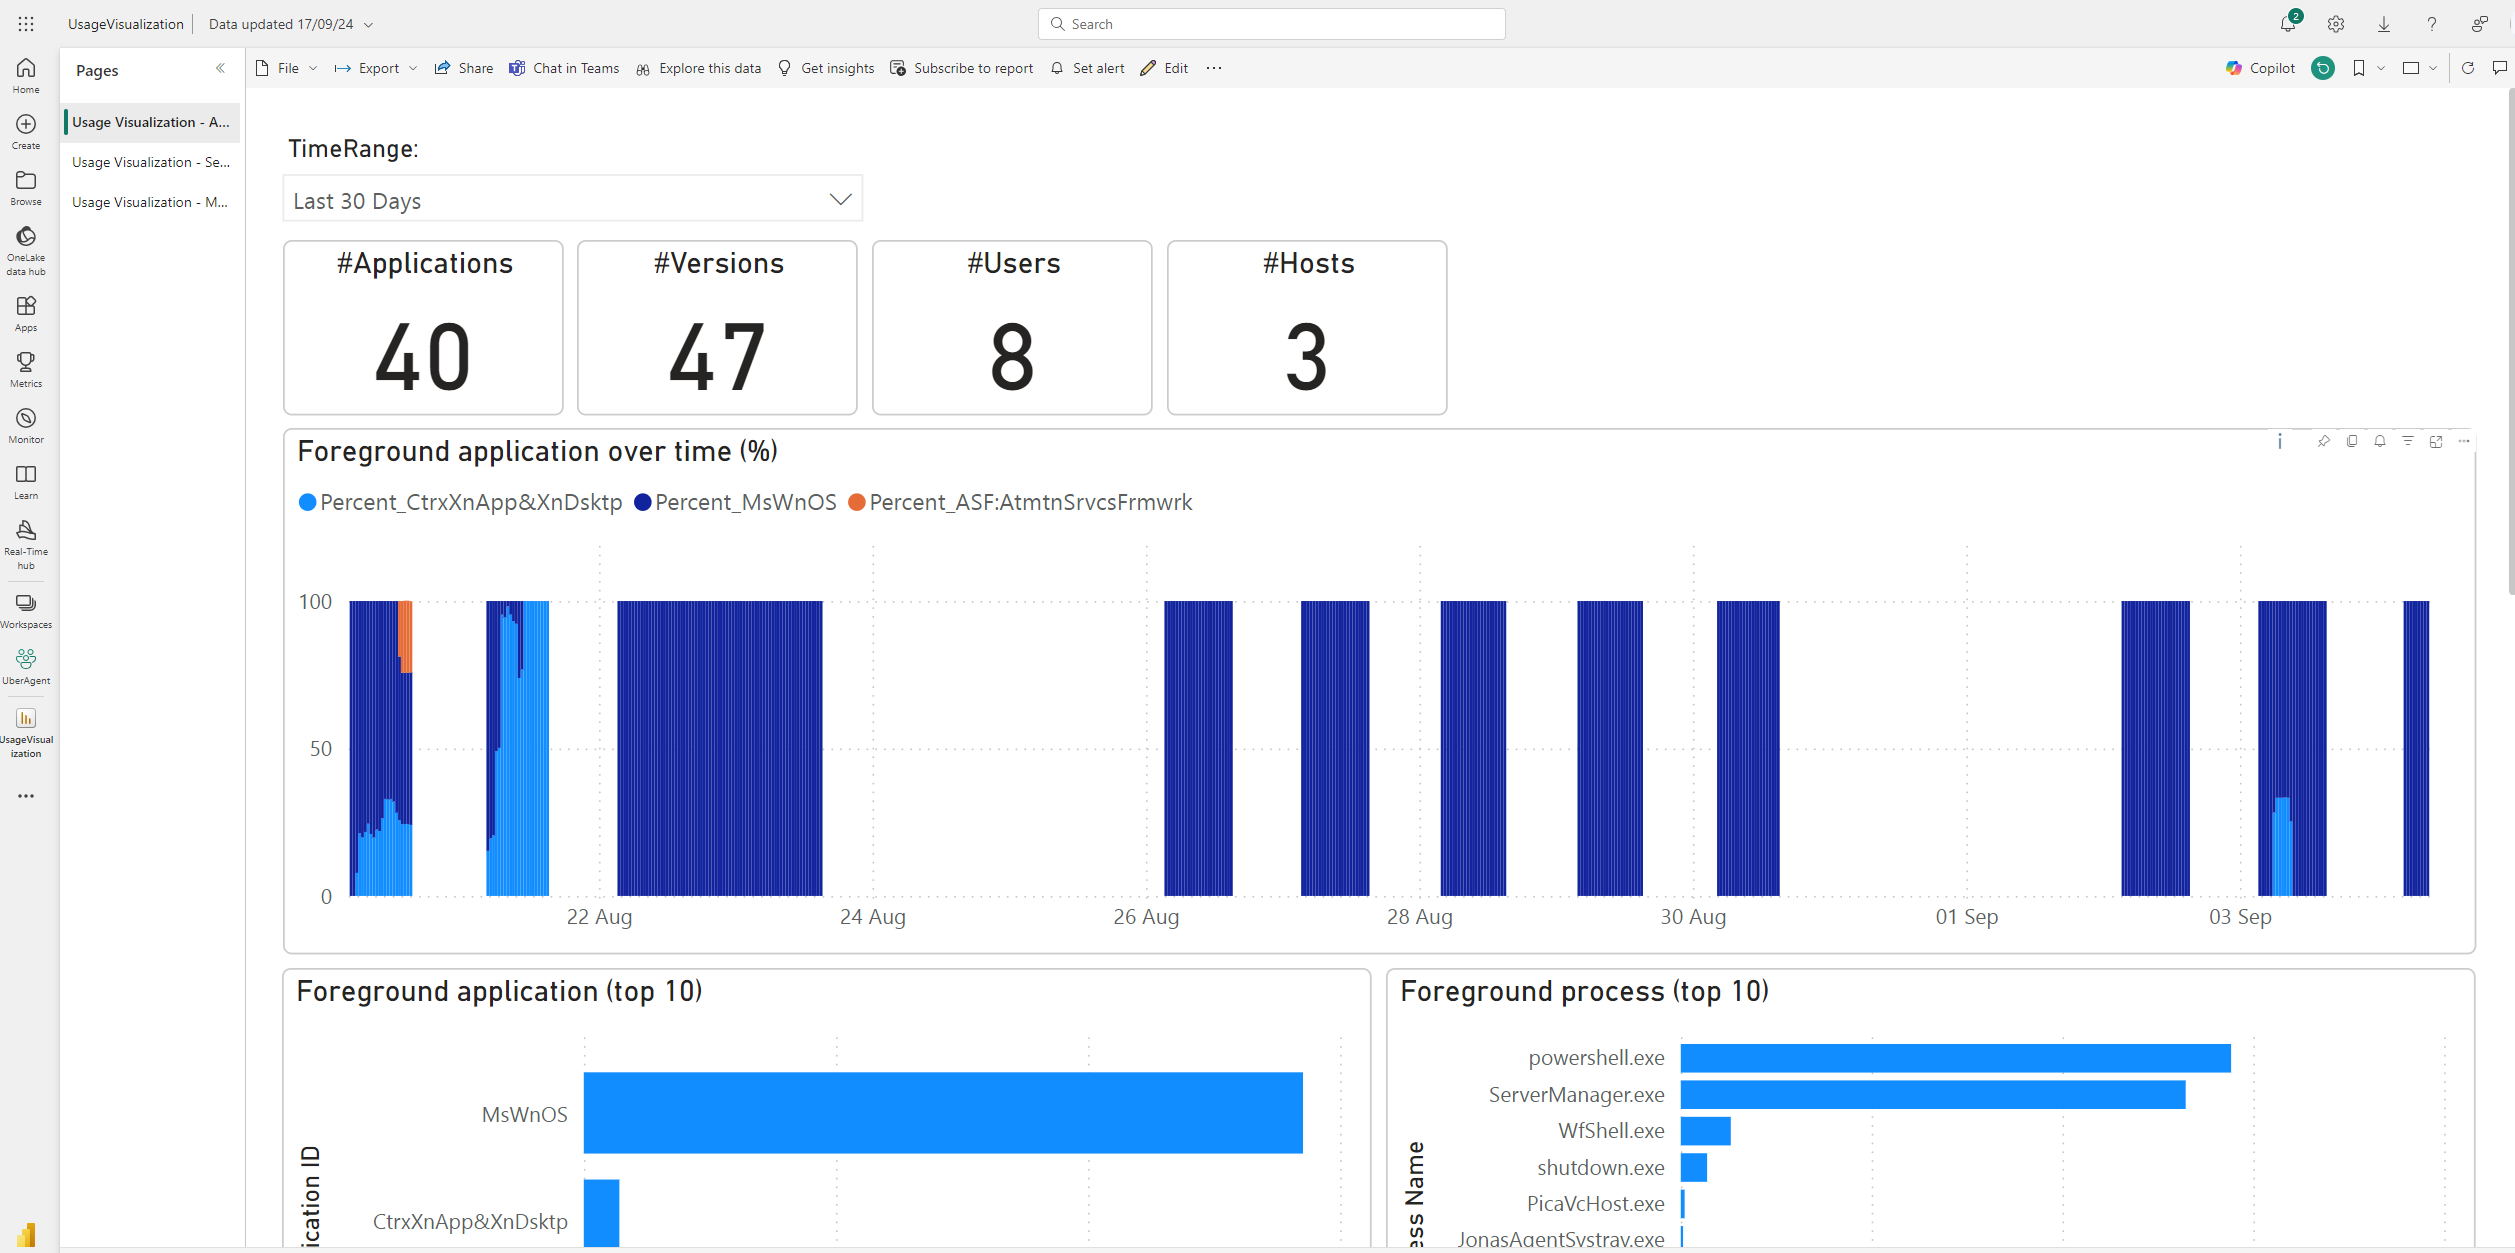 UsageVisualization
Data updated 17/09/24
Search
2
Home
Create
Browse
OneLake
data hub
Apps
Metrics
Monitor
Learn
Real-Time
hub
Workspaces
UberAgent
UsageVisual
ization
Pages
Usage Visualization - A...
Usage Visualization - Se...
Usage Visualization - M...
File
Export
Share
Chat in Teams
Explore this data
Get insights
Subscribe to report
Set alert
Edit
Copilot
TimeRange:
Last 30 Days
#Applications
40
#Versions
47
#Users
8
#Hosts
3
Foreground application over time (%)
Percent_CtrxXnApp&XnDsktp Percent_MsWnOS Percent_ASF:AtmtnSrvcsFrmwrk
100
50
0
22 Aug 24 Aug 26 Aug 28 Aug 30 Aug 01 Sep 03 Sep
Foreground application (top 10)
ication ID
MsWnOS
CtrxXnApp&XnDsktp
Foreground process (top 10)
ess Name
powershell.exe
ServerManager.exe
WfShell.exe
shutdown.exe
PicaVcHost.exe
JonasAgentSystray.exe